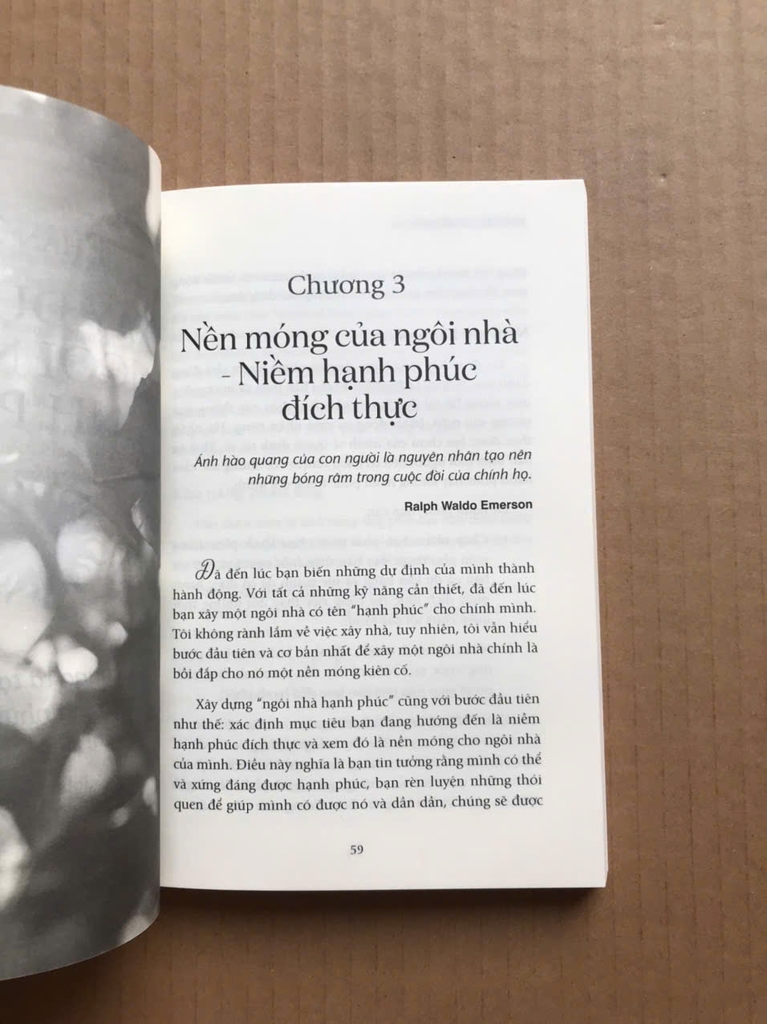 Chương 3
Nền móng của ngôi nhà
- Niềm hạnh phúc
đích thực
Ánh hào quang của con người là nguyên nhân tạo nên
những bóng râm trong cuộc đời của chính họ.
Ralph Waldo Emerson
Đã đến lúc bạn biến những dự định của mình thành
hành động. Với tất cả những kỹ năng cần thiết, đã đến lúc
bạn xây một ngôi nhà có tên “hạnh phúc” cho chính mình.
Tôi không rành lắm về việc xây nhà, tuy nhiên, tôi vẫn hiểu
bước đầu tiên và cơ bản nhất để xây một ngôi nhà chính là
bồi đắp cho nó một nền móng kiên cố.
Xây dựng “ngôi nhà hạnh phúc” cũng với bước đầu tiên
như thế: xác định mục tiêu bạn đang hướng đến là niềm
hạnh phúc đích thực và xem đó là nền móng cho ngôi nhà
của mình. Điều này nghĩa là bạn tin tưởng rằng mình có thể
và xứng đáng được hạnh phúc, bạn rèn luyện những thói
quen để giúp mình có được nó và dần dần, chúng sẽ được
59